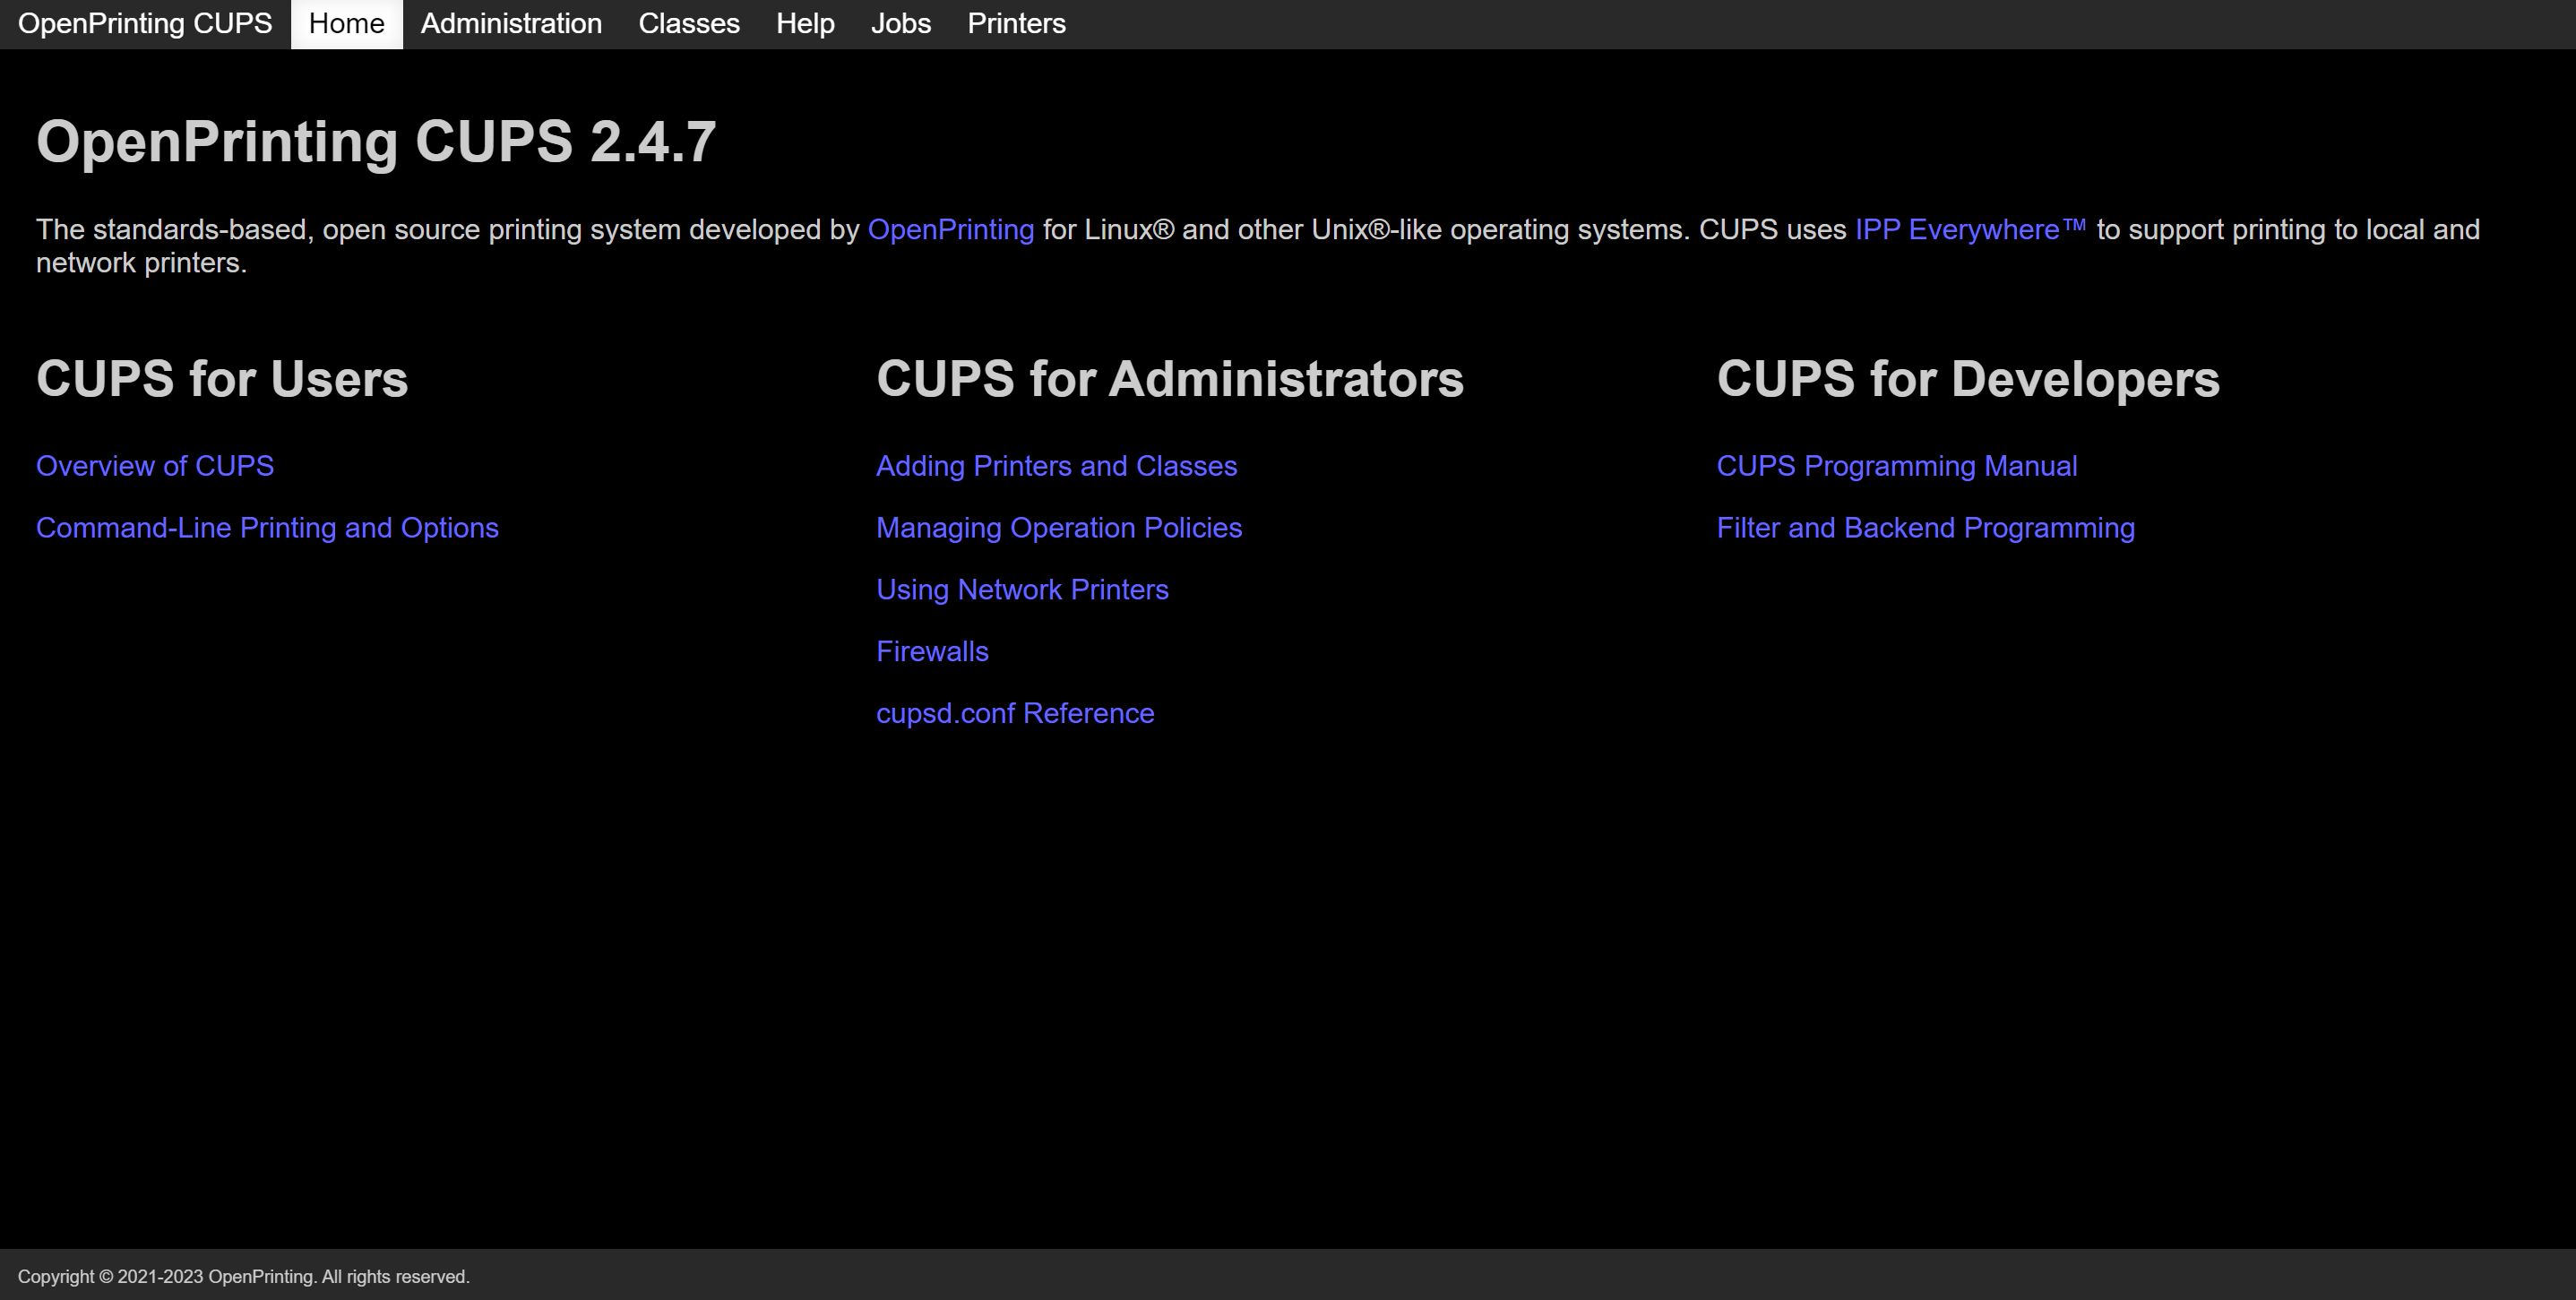 OpenPrinting CUPS Home Administration Classes Help Jobs Printers
OpenPrinting CUPS 2.4.7
The standards-based, open source printing system developed by OpenPrinting for Linux® and other Unix®-like operating systems. CUPS uses IPP Everywhere™ to support printing to local and
network printers.
CUPS for Users
Overview of CUPS
Command-Line Printing and Options
CUPS for Administrators
Adding Printers and Classes
Managing Operation Policies
Using Network Printers
Firewalls
cupsd.conf Reference
CUPS for Developers
CUPS Programming Manual
Filter and Backend Programming
Copyright © 2021-2023 OpenPrinting. All rights reserved.